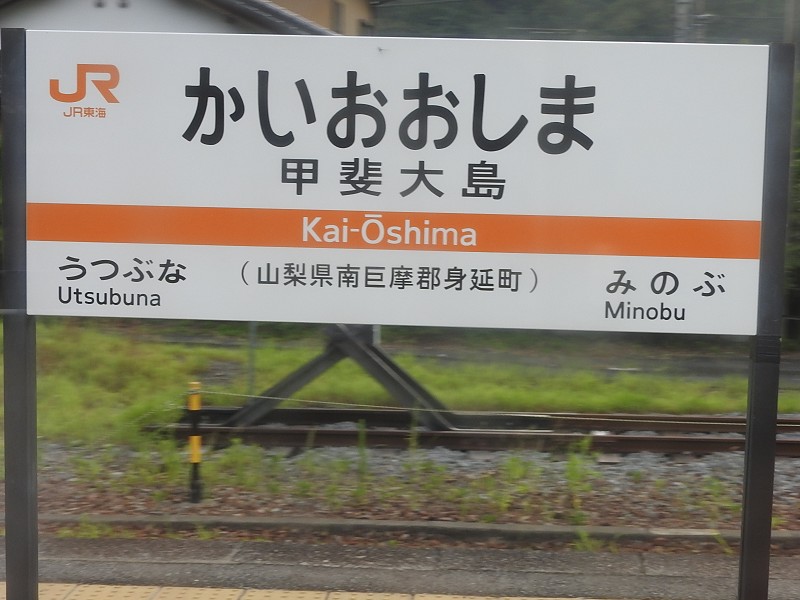 JR
JR東海
かいおおしま
甲斐大島
Kai-Ōshima
うつぶな
Utsubuna
（山梨県南巨摩郡身延町）
みのぶ
Minobu